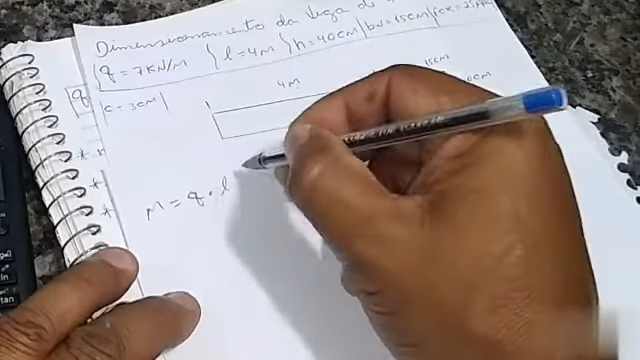 Dimensionamento da Viga de
q = 7KN/M l = 4M h = 40cm bw = 15cm fck = 25MPa
c = 3cm
4M
15cm
M = q . l